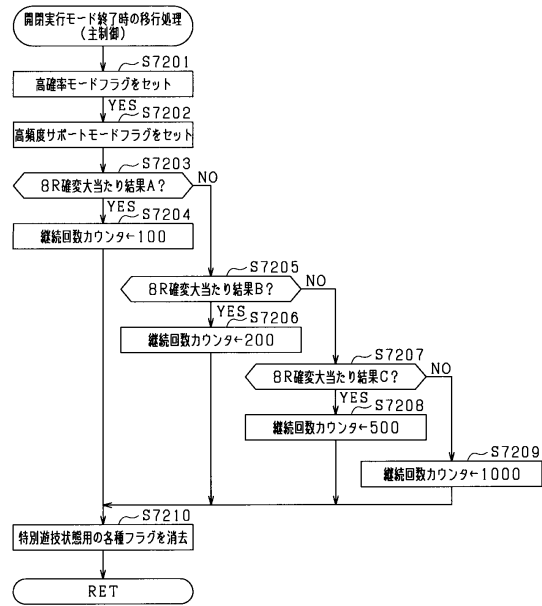 開閉実行モード終了時の移行処理
(主制御)
S7201
高確率モードフラグをセット
YES
S7202
高頻度サポートモードフラグをセット
S7203
8R確変大当たり結果A?
NO
YES
S7204
継続回数カウンタ←100
S7205
8R確変大当たり結果B?
NO
YES
S7206
継続回数カウンタ←200
S7207
8R確変大当たり結果C?
NO
YES
S7208
継続回数カウンタ←500
S7209
継続回数カウンタ←1000
S7210
特別遊技状態用の各種フラグを消去
RET